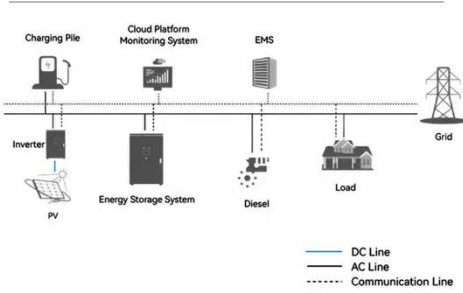 Charging Pile
Cloud Platform
Monitoring System
EMS
Grid
Inverter
PV
Energy Storage System
Diesel
Load
DC Line
AC Line
Communication Line